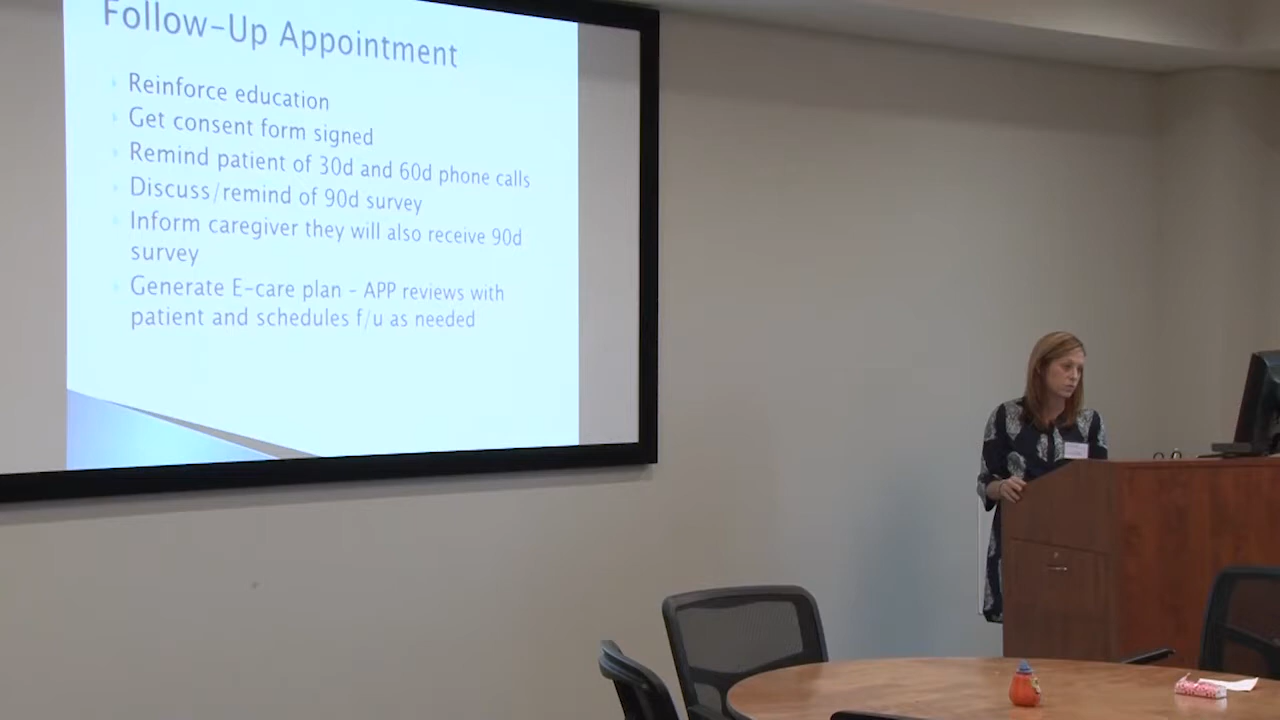 Follow-Up Appointment
Reinforce education
Get consent form signed
Remind patient of 30d and 60d phone calls
Discuss/remind of 90d survey
Inform caregiver they will also receive 90d
survey
Generate E-care plan - APP reviews with
patient and schedules f/u as needed